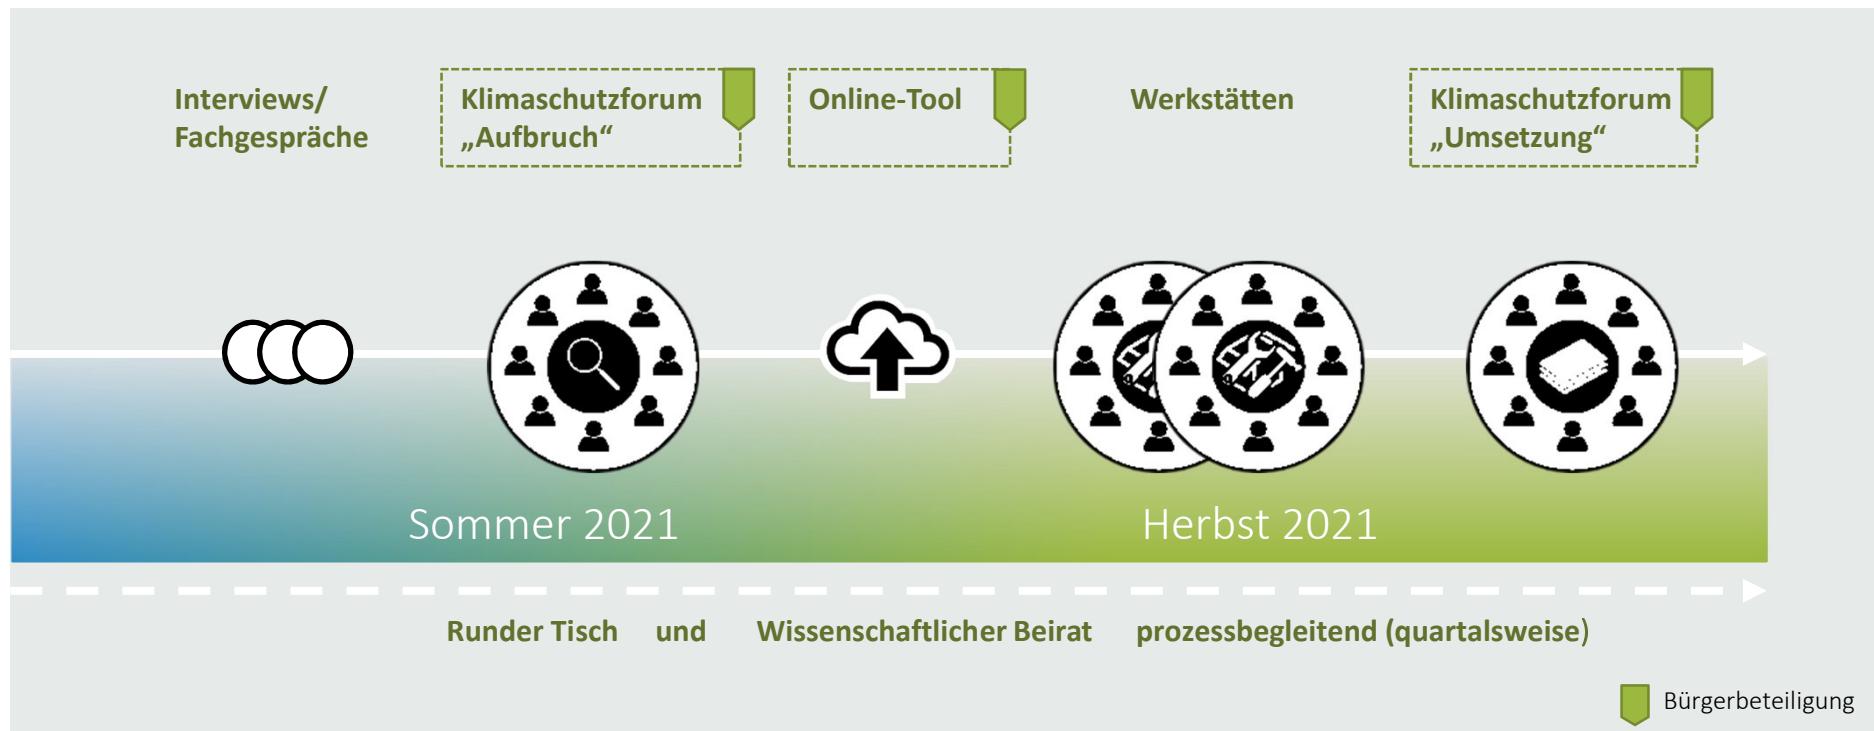 Interviews/
Fachgespräche
Klimaschutzforum
„Aufbruch“
Online-Tool
Werkstätten
Klimaschutzforum
„Umsetzung“
Sommer 2021
Herbst 2021
Runder Tisch und Wissenschaftlicher Beirat prozessbegleitend (quartalsweise)
Bürgerbeteiligung